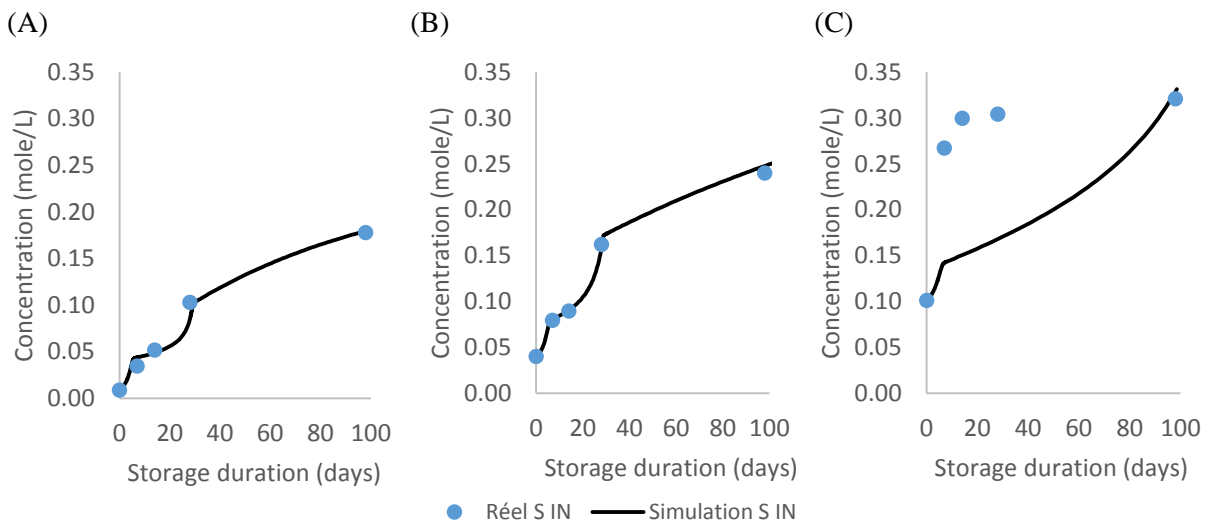 (A)
(B)
(C)
Concentration (mole/L)
0.35
0.30
0.25
0.20
0.15
0.10
0.05
0.00
0 20 40 60 80 100
Storage duration (days)
Concentration (mole/L)
0.35
0.30
0.25
0.20
0.15
0.10
0.05
0.00
0 20 40 60 80 100
Storage duration (days)
Concentration (mole/L)
0.35
0.30
0.25
0.20
0.15
0.10
0.05
0.00
0 20 40 60 80 100
Storage duration (days)
Réel S IN Simulation S IN